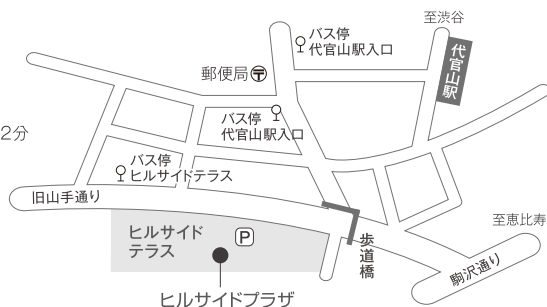 至渋谷
バス停
代官山駅入口
代官山駅
郵便局〒
2分
バス停
代官山駅入口
バス停
ヒルサイドテラス
旧山手通り
至恵比寿
ヒルサイド
テラス
P
歩道橋
駒沢通り
ヒルサイドプラザ